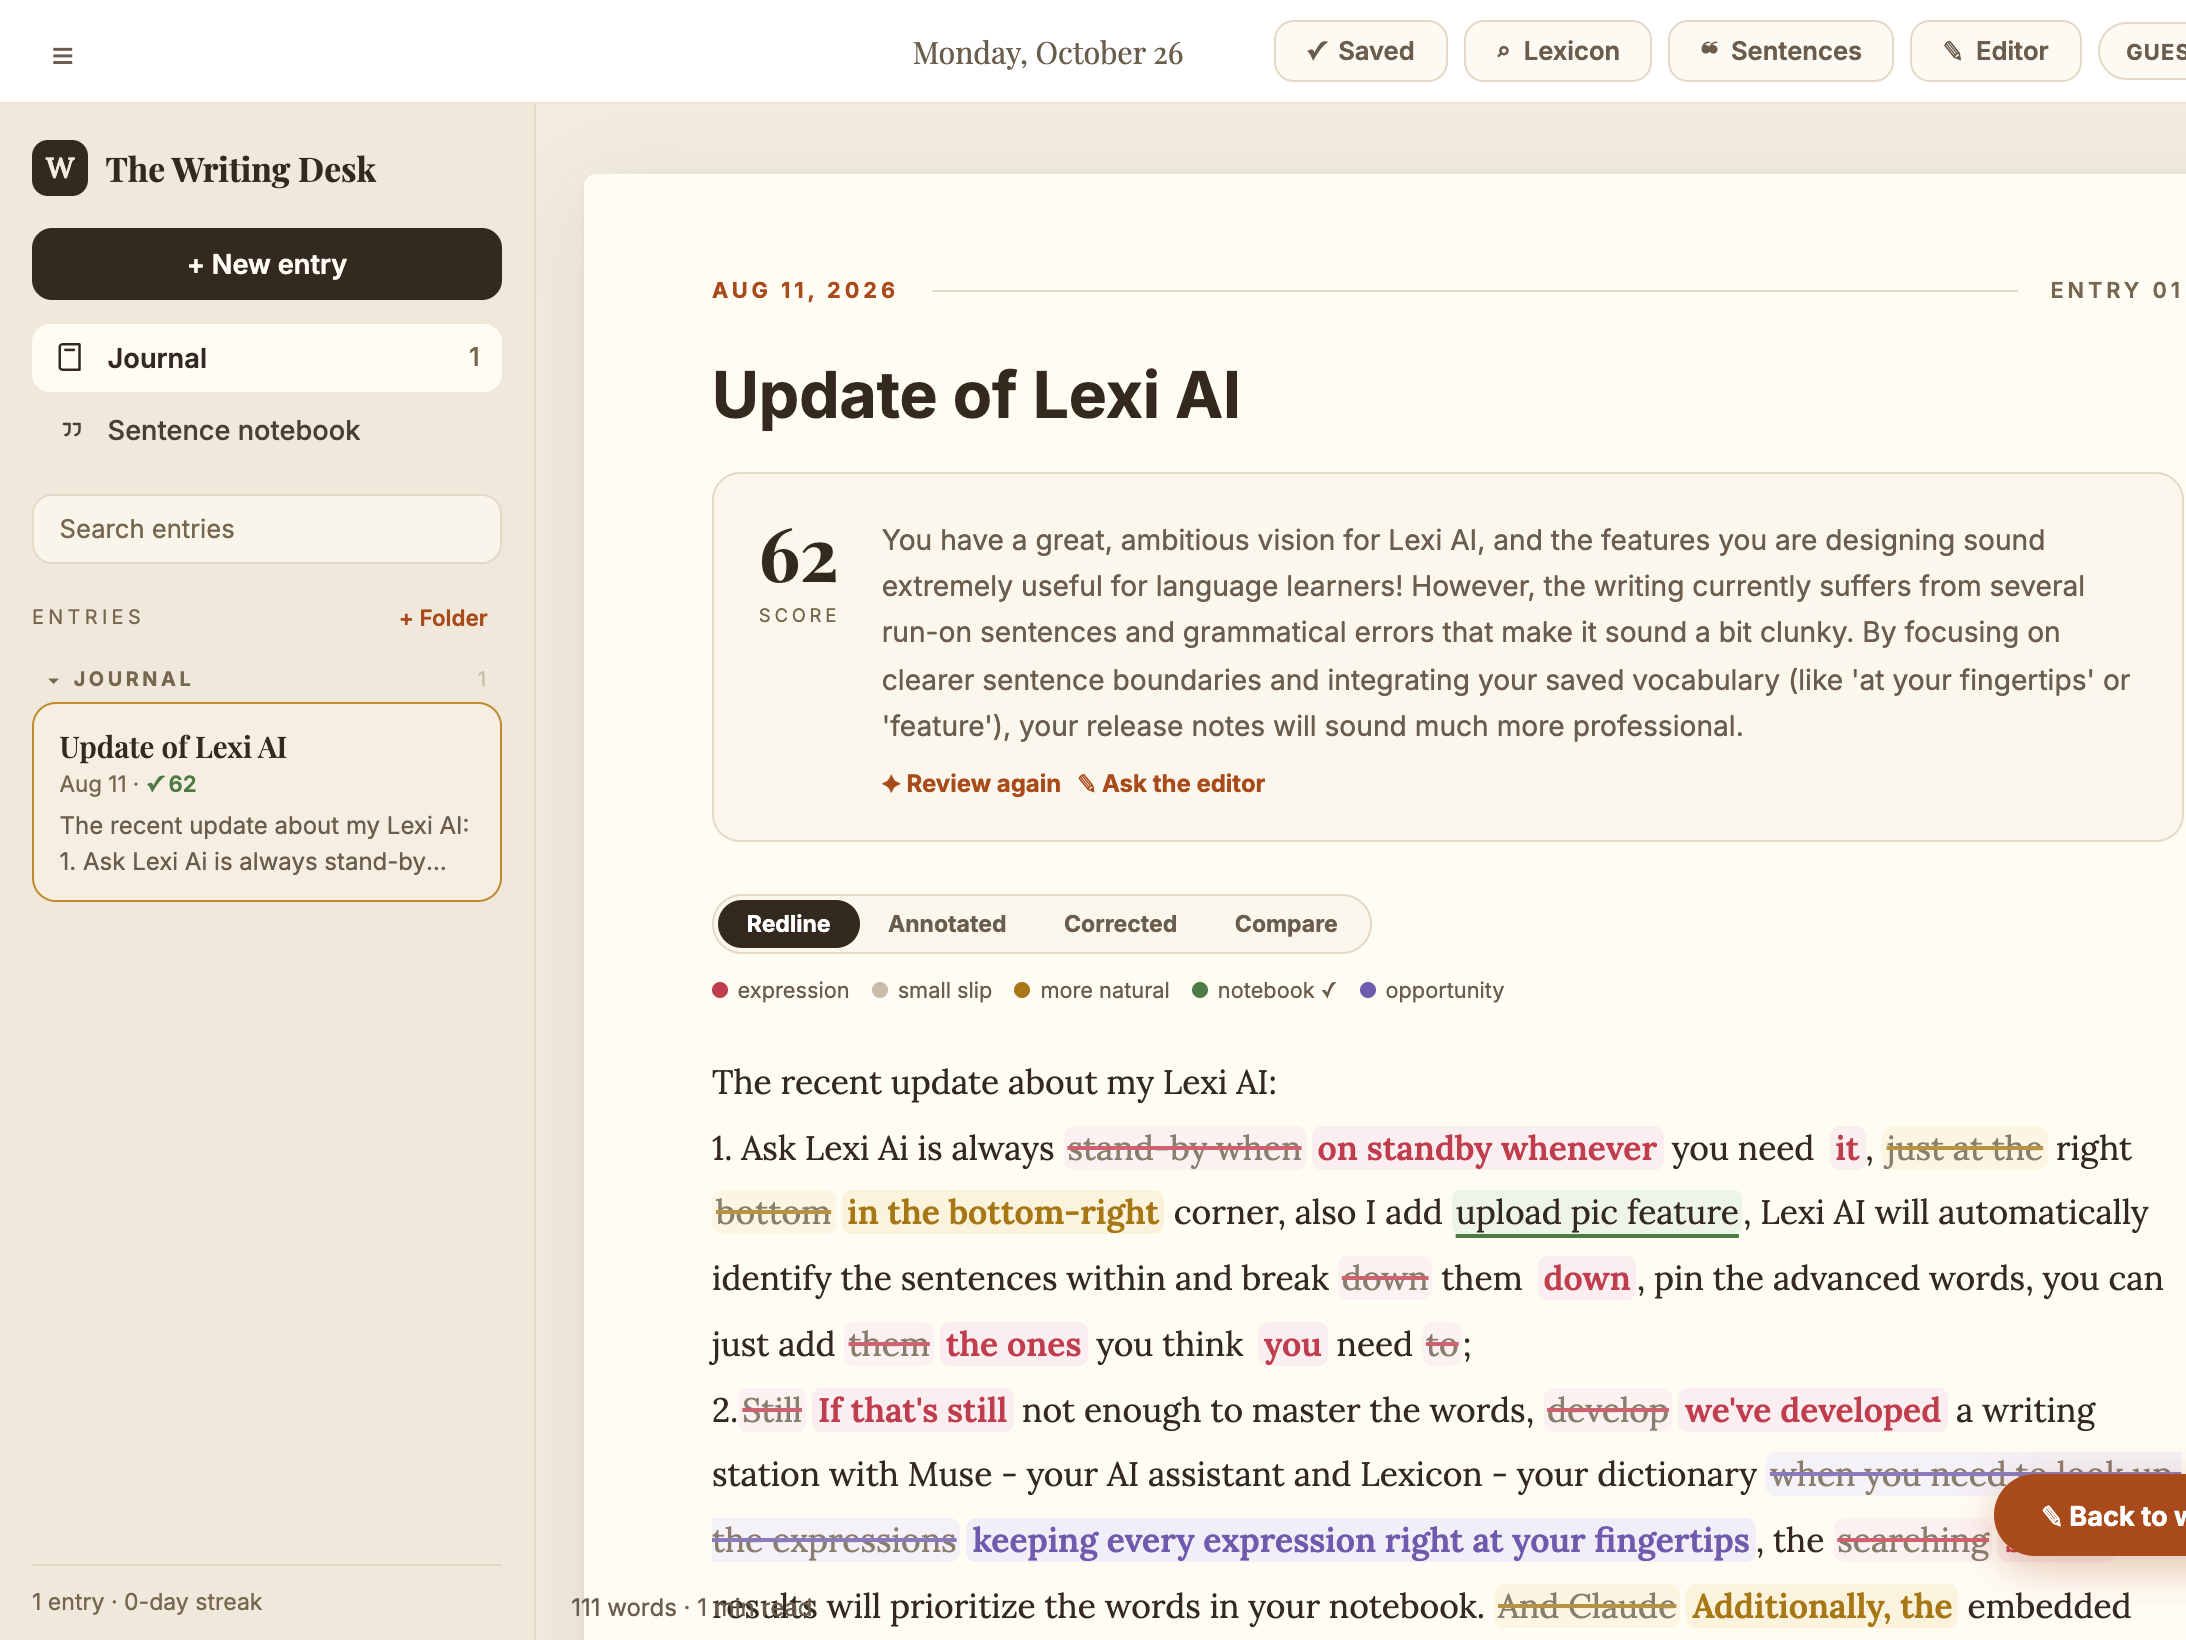 ≡
Monday, October 26
✓ Saved
Lexicon
❝ Sentences
✎ Editor
W The Writing Desk
+ New entry
Journal 1
Sentence notebook
Search entries
ENTRIES + Folder
JOURNAL 1
Update of Lexi AI
Aug 11 · ✓ 62
The recent update about my Lexi AI:
1. Ask Lexi Ai is always stand-by...
1 entry · 0-day streak
AUG 11, 2026 ENTRY 01
Update of Lexi AI
62
SCORE
You have a great, ambitious vision for Lexi AI, and the features you are designing sound
extremely useful for language learners! However, the writing currently suffers from several
run-on sentences and grammatical errors that make it sound a bit clunky. By focusing on
clearer sentence boundaries and integrating your saved vocabulary (like 'at your fingertips' or
'feature'), your release notes will sound much more professional.
✦ Review again ✎ Ask the editor
Redline Annotated Corrected Compare
expression small slip more natural notebook ✓ opportunity
The recent update about my Lexi AI:
1. Ask Lexi Ai is always stand-by when on standby whenever you need it, just at the right
bottom in the bottom-right corner, also I add upload pic feature, Lexi AI will automatically
identify the sentences within and break down them down, pin the advanced words, you can
just add them the ones you think you need to;
2. Still If that's still not enough to master the words, develop we've developed a writing
station with Muse - your AI assistant and Lexicon - your dictionary when you need to look up
the expressions keeping every expression right at your fingertips, the searching
results will prioritize the words in your notebook. And Claude Additionally, the embedded
✎ Back to
111 words · 1 min read